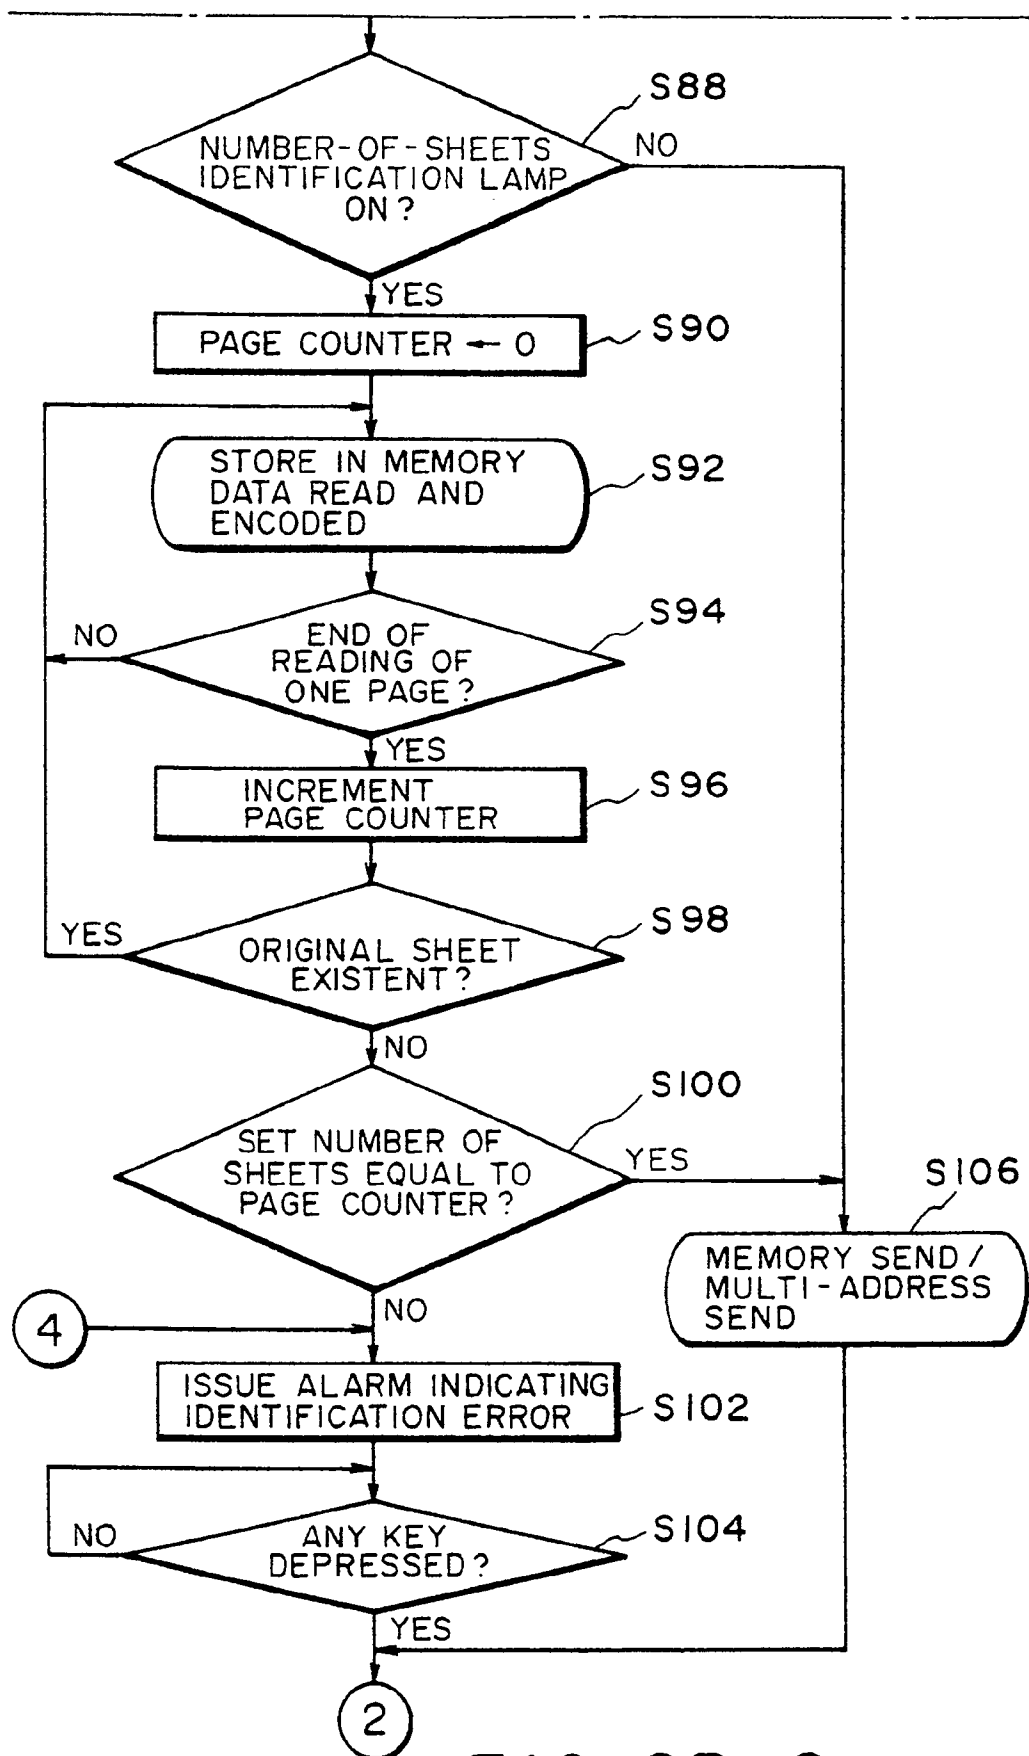 S88
NUMBER-OF-SHEETS
IDENTIFICATION LAMP
ON?
NO
YES
PAGE COUNTER ← 0
S90
STORE IN MEMORY
DATA READ AND
ENCODED
S92
S94
NO
END OF
READING OF
ONE PAGE?
YES
INCREMENT
PAGE COUNTER
S96
S98
YES
ORIGINAL SHEET
EXISTENT?
NO
S100
SET NUMBER OF
SHEETS EQUAL TO
PAGE COUNTER?
YES
S106
MEMORY SEND/
MULTI-ADDRESS
SEND
NO
4
ISSUE ALARM INDICATING
IDENTIFICATION ERROR
S102
S104
NO
ANY KEY
DEPRESSED?
YES
2